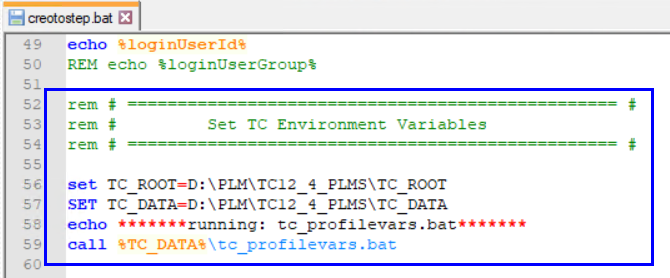 creotostep.bat
49 echo %loginUserId%
50 REM echo %loginUserGroup%
51
52 rem # ================================================= #
53 rem # Set TC Environment Variables
54 rem # ================================================= #
55
56 set TC_ROOT=D:\PLM\TC12_4_PLMS\TC_ROOT
57 SET TC_DATA=D:\PLM\TC12_4_PLMS\TC_DATA
58 echo *******running: tc_profilevars.bat*******
59 call %TC_DATA%\tc_profilevars.bat
60